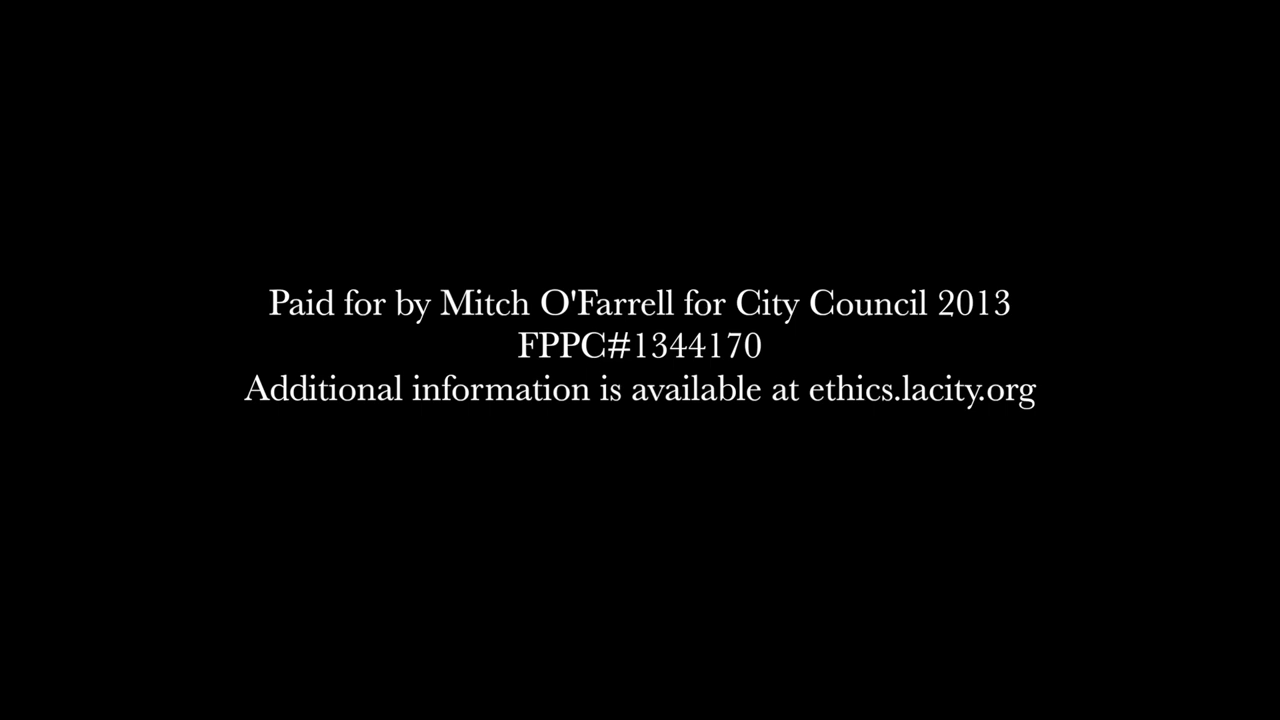 Paid for by Mitch O'Farrell for City Council 2013
FPPC#1344170
Additional information is available at ethics.lacity.org